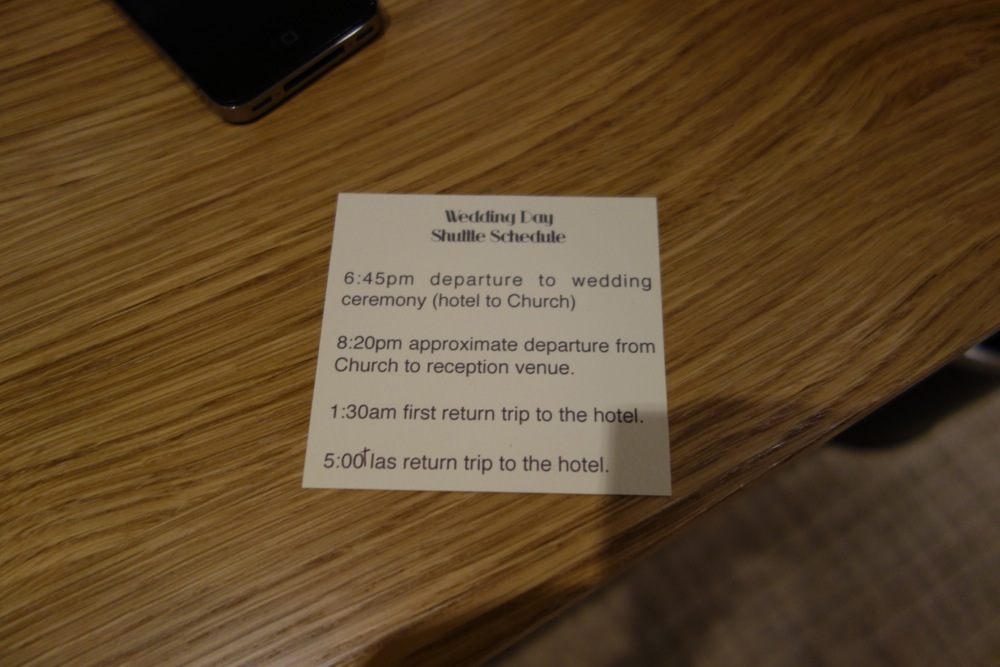 Wedding Day
Shuttle Schedule
6:45pm departure to wedding
ceremony (hotel to Church)
8:20pm approximate departure from
Church to reception venue.
1:30am first return trip to the hotel.
5:00 las return trip to the hotel.